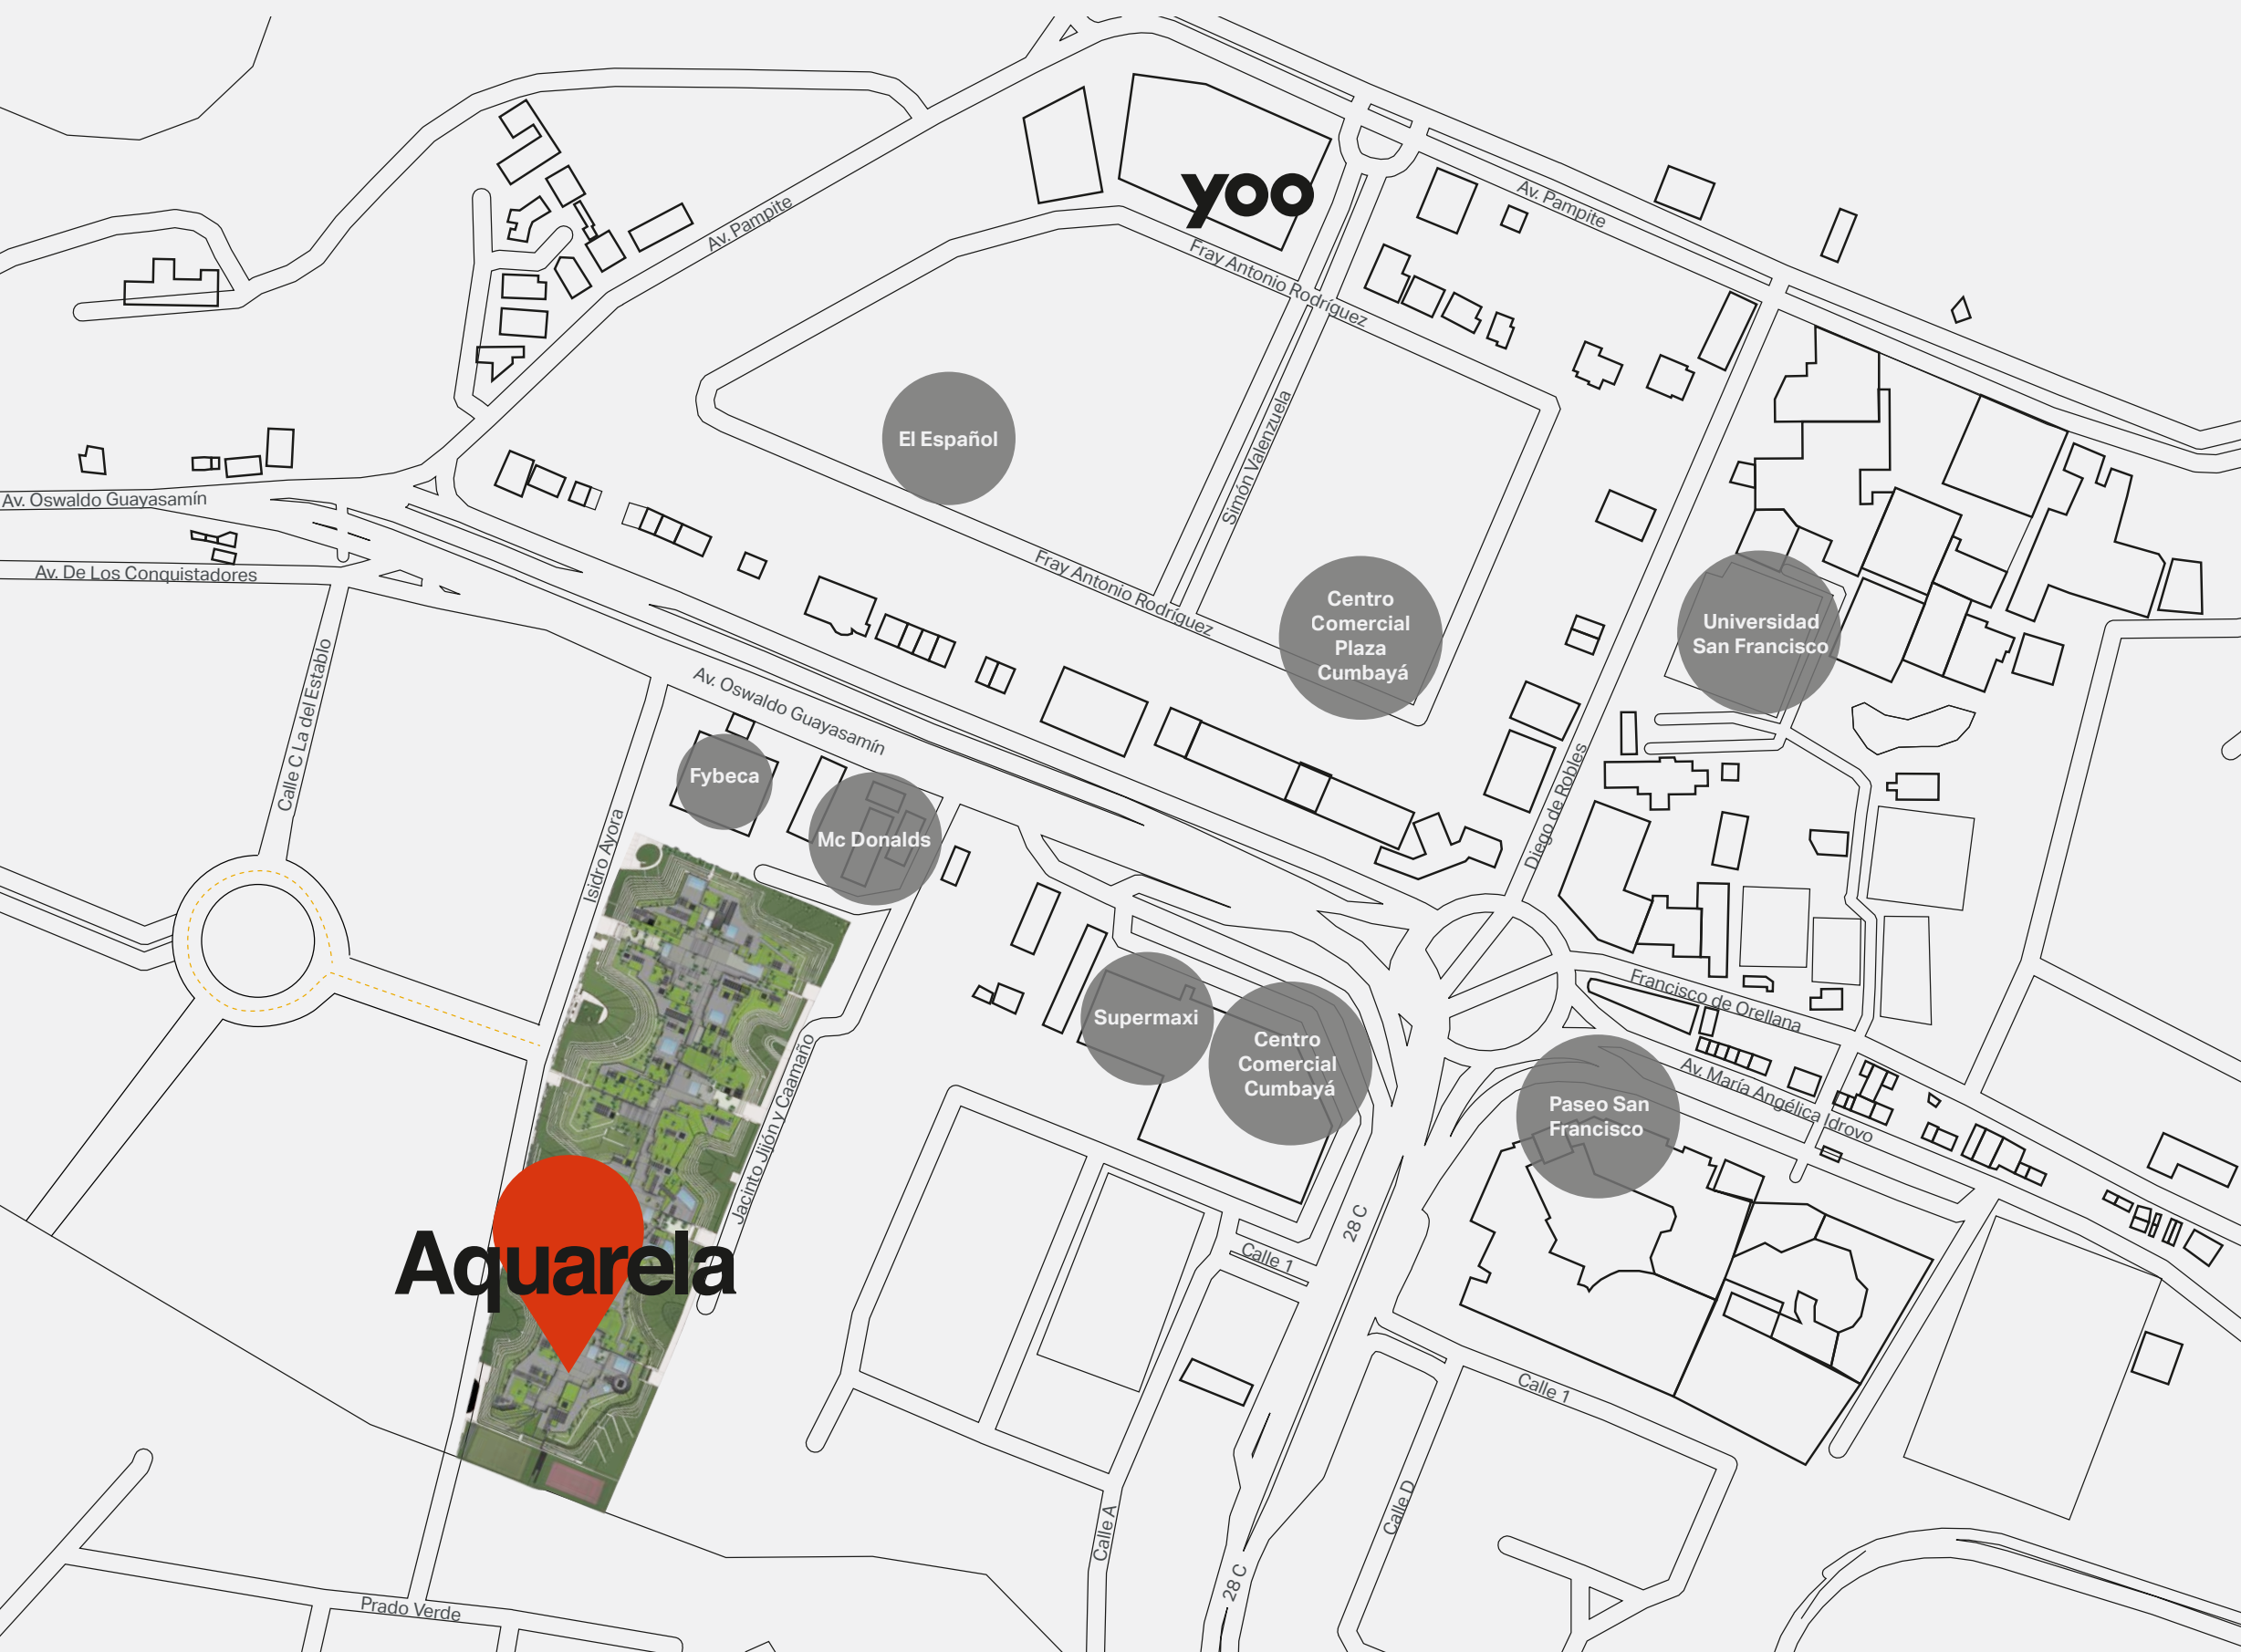 yoo
Av. Pampite
Av. Pampite
Fray Antonio Rodríguez
El Español
Simón Valenzuela
Av. Oswaldo Guayasamín
Av. De Los Conquistadores
Fray Antonio Rodríguez
Centro
Comercial
Plaza
Cumbayá
Universidad
San Francisco
Calle C La del Establo
Av. Oswaldo Guayasamín
Fybeca
Mc Donalds
Isidro Ayora
Diego de Robles
Francisco de Orellana
Supermaxi
Centro
Comercial
Cumbayá
Av. María Angélica Idrovo
Paseo San
Francisco
Jacinto Jijón y Caamaño
Aquarela
28 C
Calle 1
Calle 1
Calle D
Calle A
28 C
Prado Verde